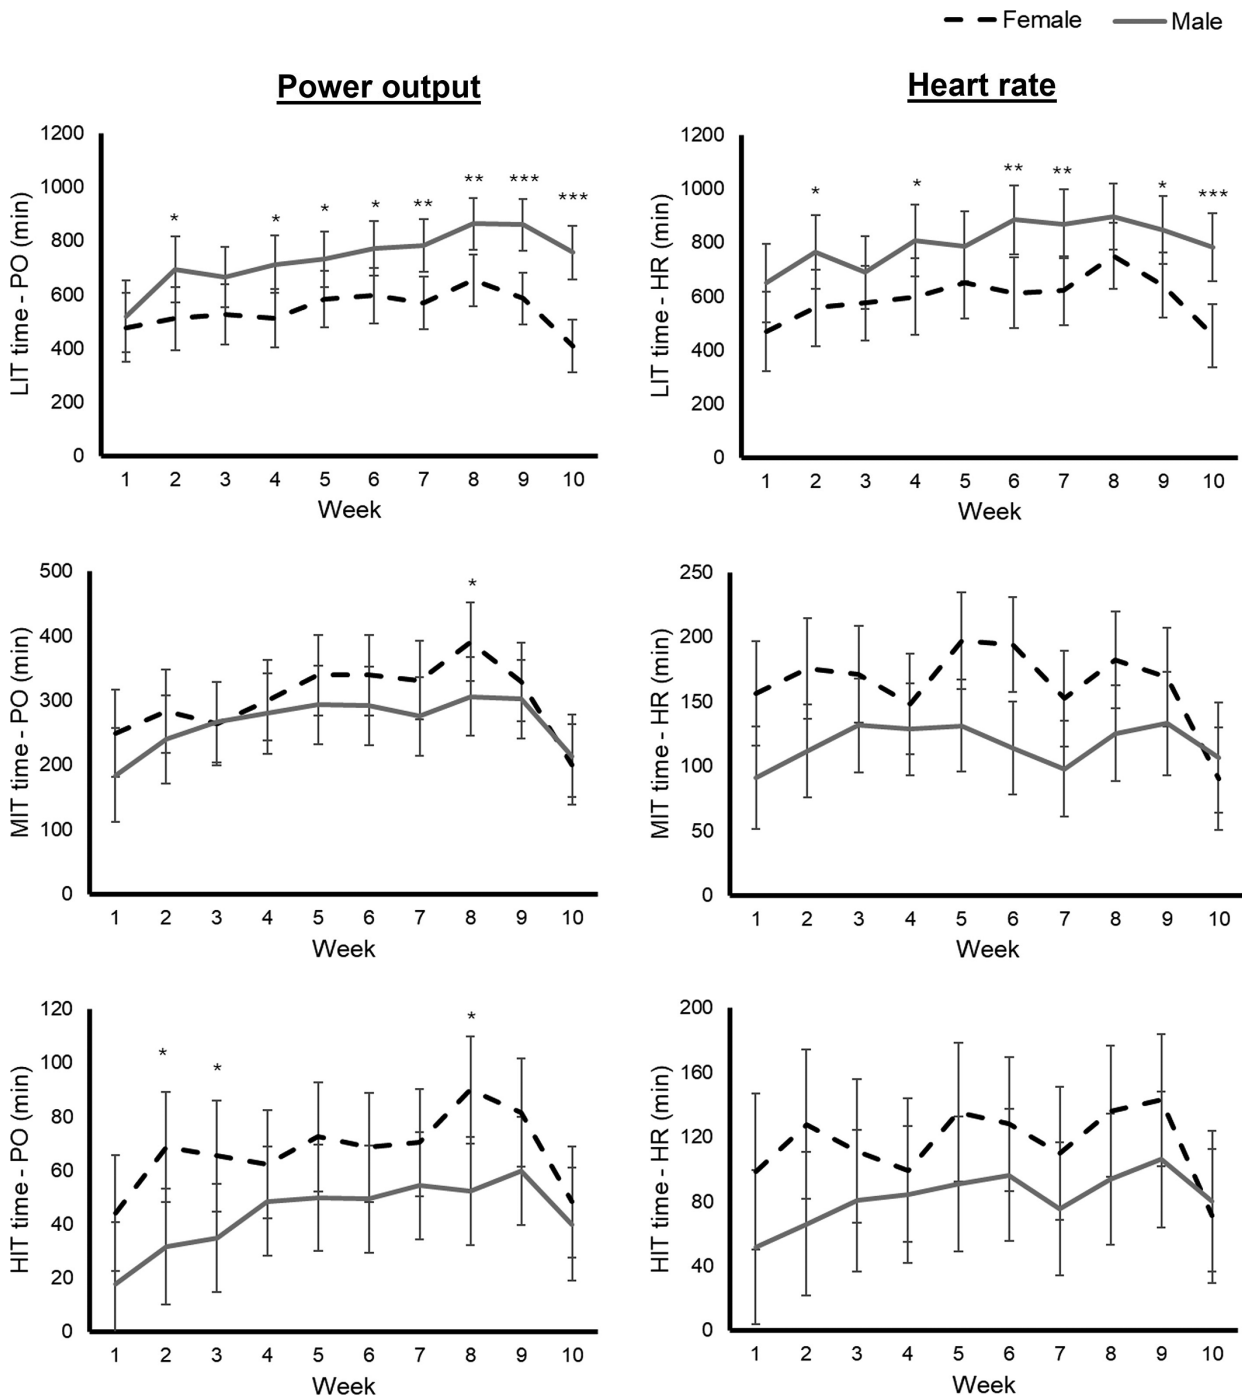 Female Male
Power output
Heart rate
LIT time - PO (min)
1200
1000
800
600
400
200
0
* * * * ** ** *** ***
1 2 3 4 5 6 7 8 9 10
Week
LIT time - HR (min)
1200
1000
800
600
400
200
0
* * ** ** * ***
1 2 3 4 5 6 7 8 9 10
Week
MIT time - PO (min)
500
400
300
200
100
0
*
1 2 3 4 5 6 7 8 9 10
Week
MIT time - HR (min)
250
200
150
100
50
0
1 2 3 4 5 6 7 8 9 10
Week
HIT time - PO (min)
120
100
80
60
40
20
0
* * *
1 2 3 4 5 6 7 8 9 10
Week
HIT time - HR (min)
200
160
120
80
40
0
1 2 3 4 5 6 7 8 9 10
Week